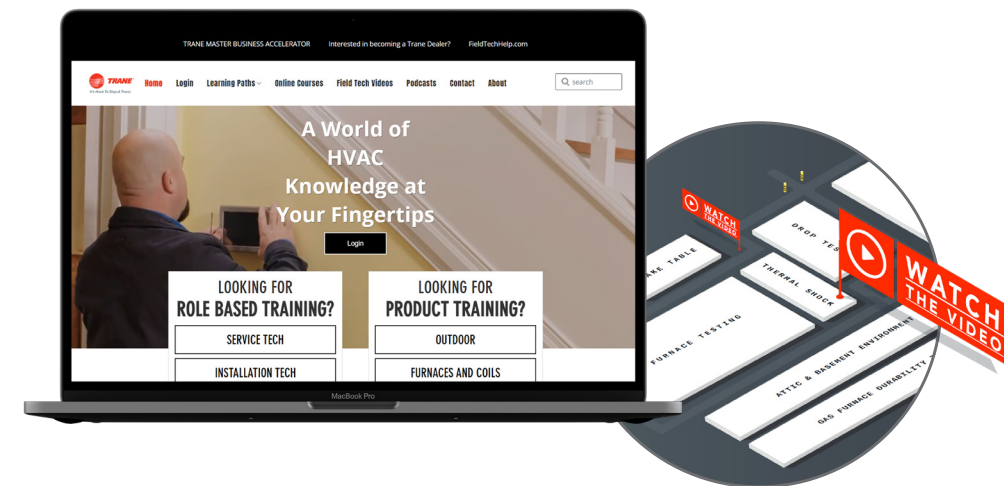 TRANE MASTER BUSINESS ACCELERATOR Interested in becoming a Trane Dealer? FieldTechHelp.com
TRANE
Home Login Learning Paths Online Courses Field Tech Videos Podcasts Contact About search
A World of
HVAC
Knowledge at
Your Fingertips
Login
LOOKING FOR
ROLE BASED TRAINING?
SERVICE TECH
INSTALLATION TECH
LOOKING FOR
PRODUCT TRAINING?
OUTDOOR
FURNACES AND COILS
MacBook Pro
WATCH
THE VIDEO
DROP
TABLE
THERMAL SHOCK
WATCH
THE VIDEO
FURNACE TESTING
ATTIC & BASEMENT ENVIRONMENT
GAS FURNACE DURABILITY